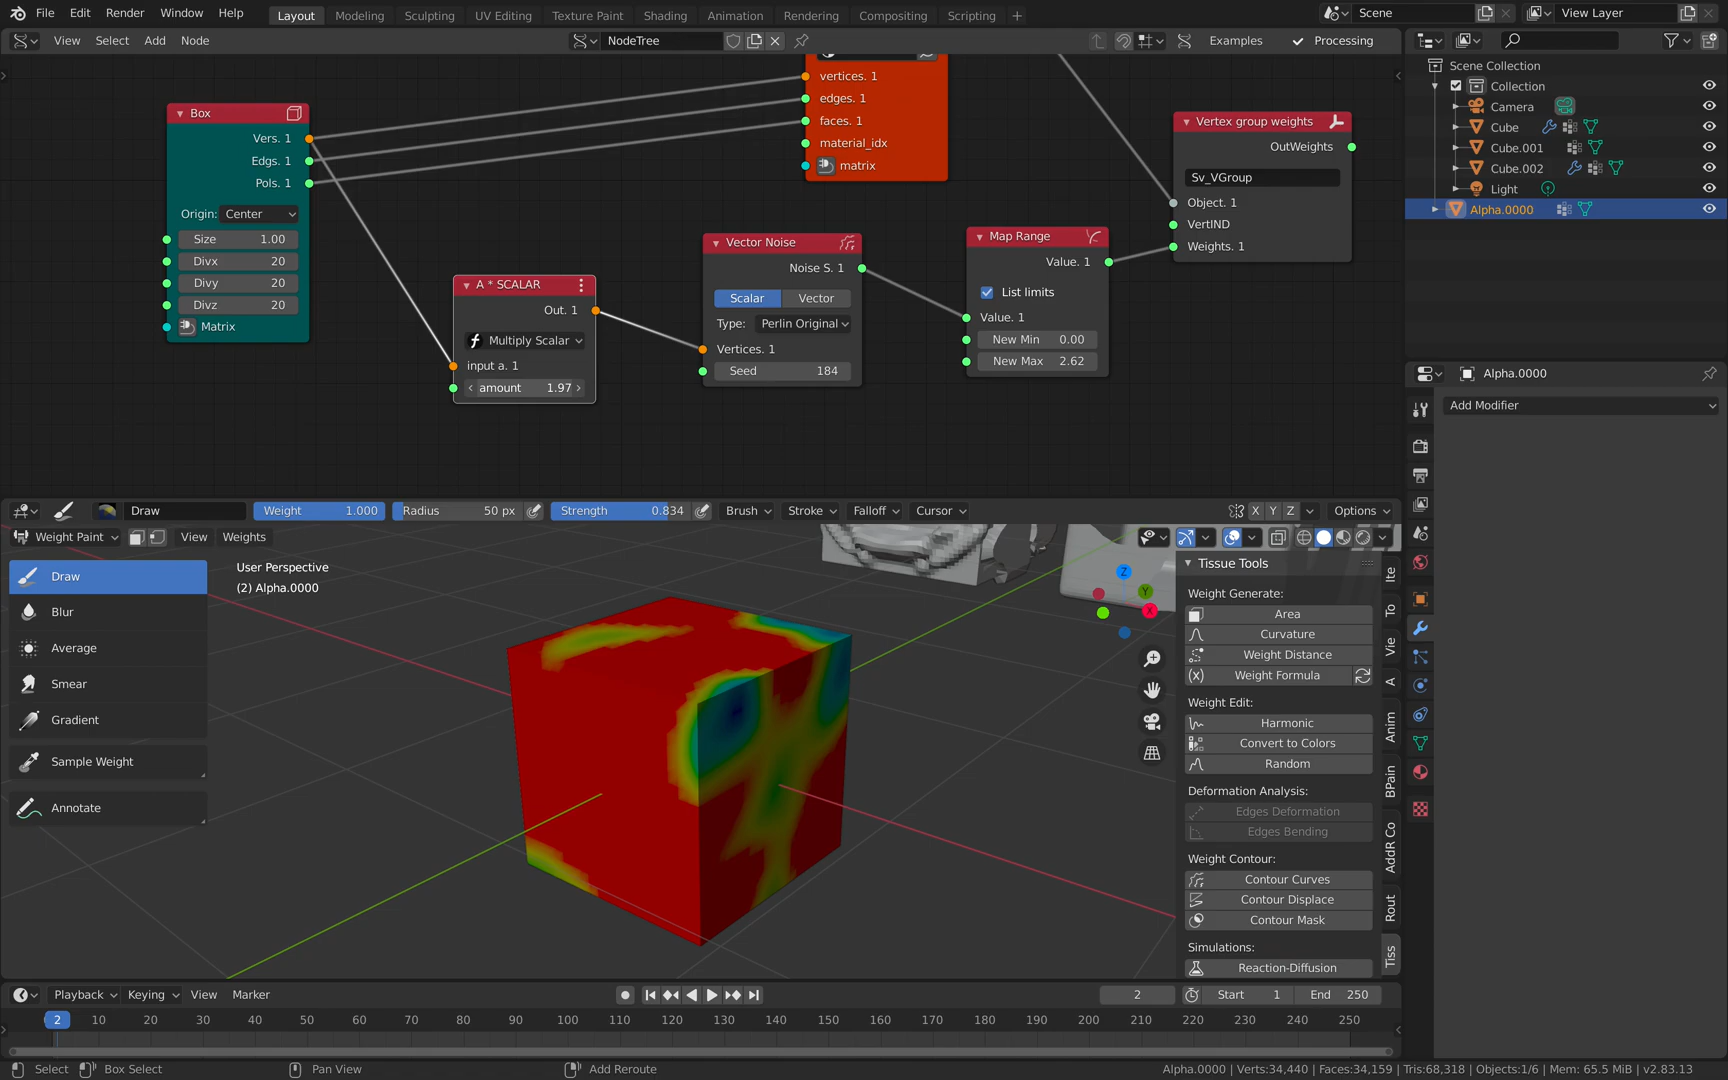 File Edit Render Window Help Layout Modeling Sculpting UV Editing Texture Paint Shading Animation Rendering Compositing Scripting + Scene View Layer
View Select Add Node NodeTree Examples Processing
Scene Collection
Collection
Camera
Cube
Cube.001
Cube.002
Light
Alpha.0000
vertices. 1
edges. 1
faces. 1
material_idx
matrix
Box
Vers. 1
Edgs. 1
Pols. 1
Origin: Center
Size 1.00
Divx 20
Divy 20
Divz 20
Matrix
A * SCALAR
Out. 1
Multiply Scalar
input a. 1
amount 1.97
Vector Noise
Noise S. 1
Scalar Vector
Type: Perlin Original
Vertices. 1
Seed 184
Map Range
Value. 1
List limits
Value. 1
New Min 0.00
New Max 2.62
Vertex group weights
OutWeights
Sv_VGroup
Object. 1
VertIND
Weights. 1
Alpha.0000
Add Modifier
Draw Weight 1.000 Radius 50 px Strength 0.834 Brush Stroke Falloff Cursor X Y Z Options
Weight Paint View Weights
Draw
Blur
Average
Smear
Gradient
Sample Weight
Annotate
User Perspective
(2) Alpha.0000
Z
Y
X
Tissue Tools
Weight Generate:
Area
Curvature
Weight Distance
(x) Weight Formula
Weight Edit:
Harmonic
Convert to Colors
Random
Deformation Analysis:
Edges Deformation
Edges Bending
Weight Contour:
Contour Curves
Contour Displace
Contour Mask
Simulations:
Reaction-Diffusion
Ite
To
Vie
A
Anim
BPain
AddR Co
Rout
Tiss
Playback Keying View Marker 2 Start 1 End 250
2 10 20 30 40 50 60 70 80 90 100 110 120 130 140 150 160 170 180 190 200 210 220 230 240 250
Select Box Select Pan View Add Reroute Alpha.0000 | Verts:34,440 | Faces:34,159 | Tris:68,318 | Objects:1/6 | Mem: 65.5 MiB | v2.83.13